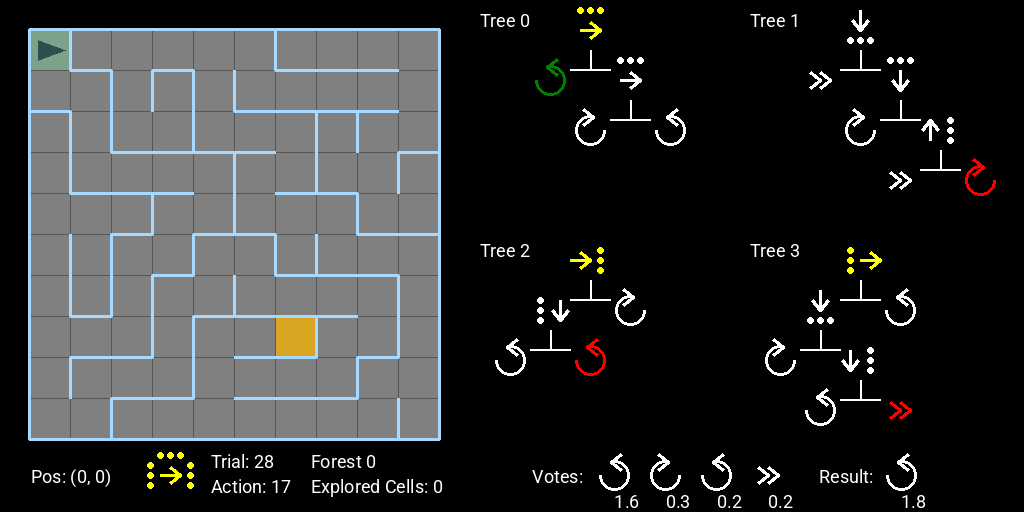 Tree 0
Tree 1
Tree 2
Tree 3
Pos: (0, 0)
Trial: 28
Forest 0
Action: 17
Explored Cells: 0
Votes:
1.6
0.3
0.2
0.2
Result:
1.8